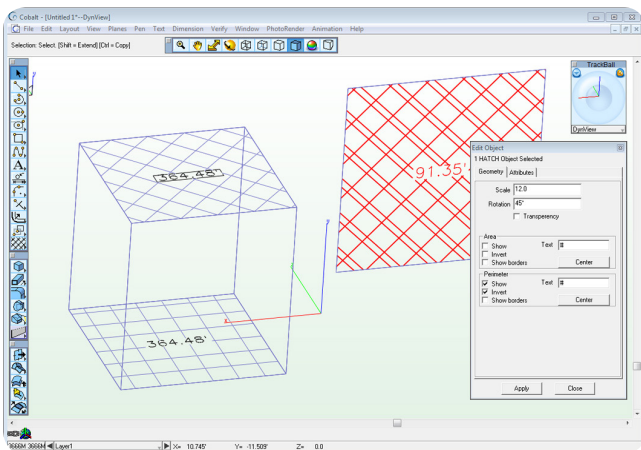 Cobalt - [Untitled 1*--DynView]
File Edit Layout View Planes Pen Text Dimension Verify Window PhotoRender Animation Help
Selection: Select. [Shift = Extend] [Ctrl = Copy]
TrackBall
DynView
364.48'
91.35'
364.48'
Edit Object
1 HATCH Object Selected
Geometry Attributes
Scale 12.0
Rotation 45°
Transparency
Area
Show Text #
Invert
Show borders Center
Perimeter
Show Text #
Invert
Show borders Center
Apply Close
3666M 3666M Layer1 X= 10.745' Y= -11.509' Z= 0.0